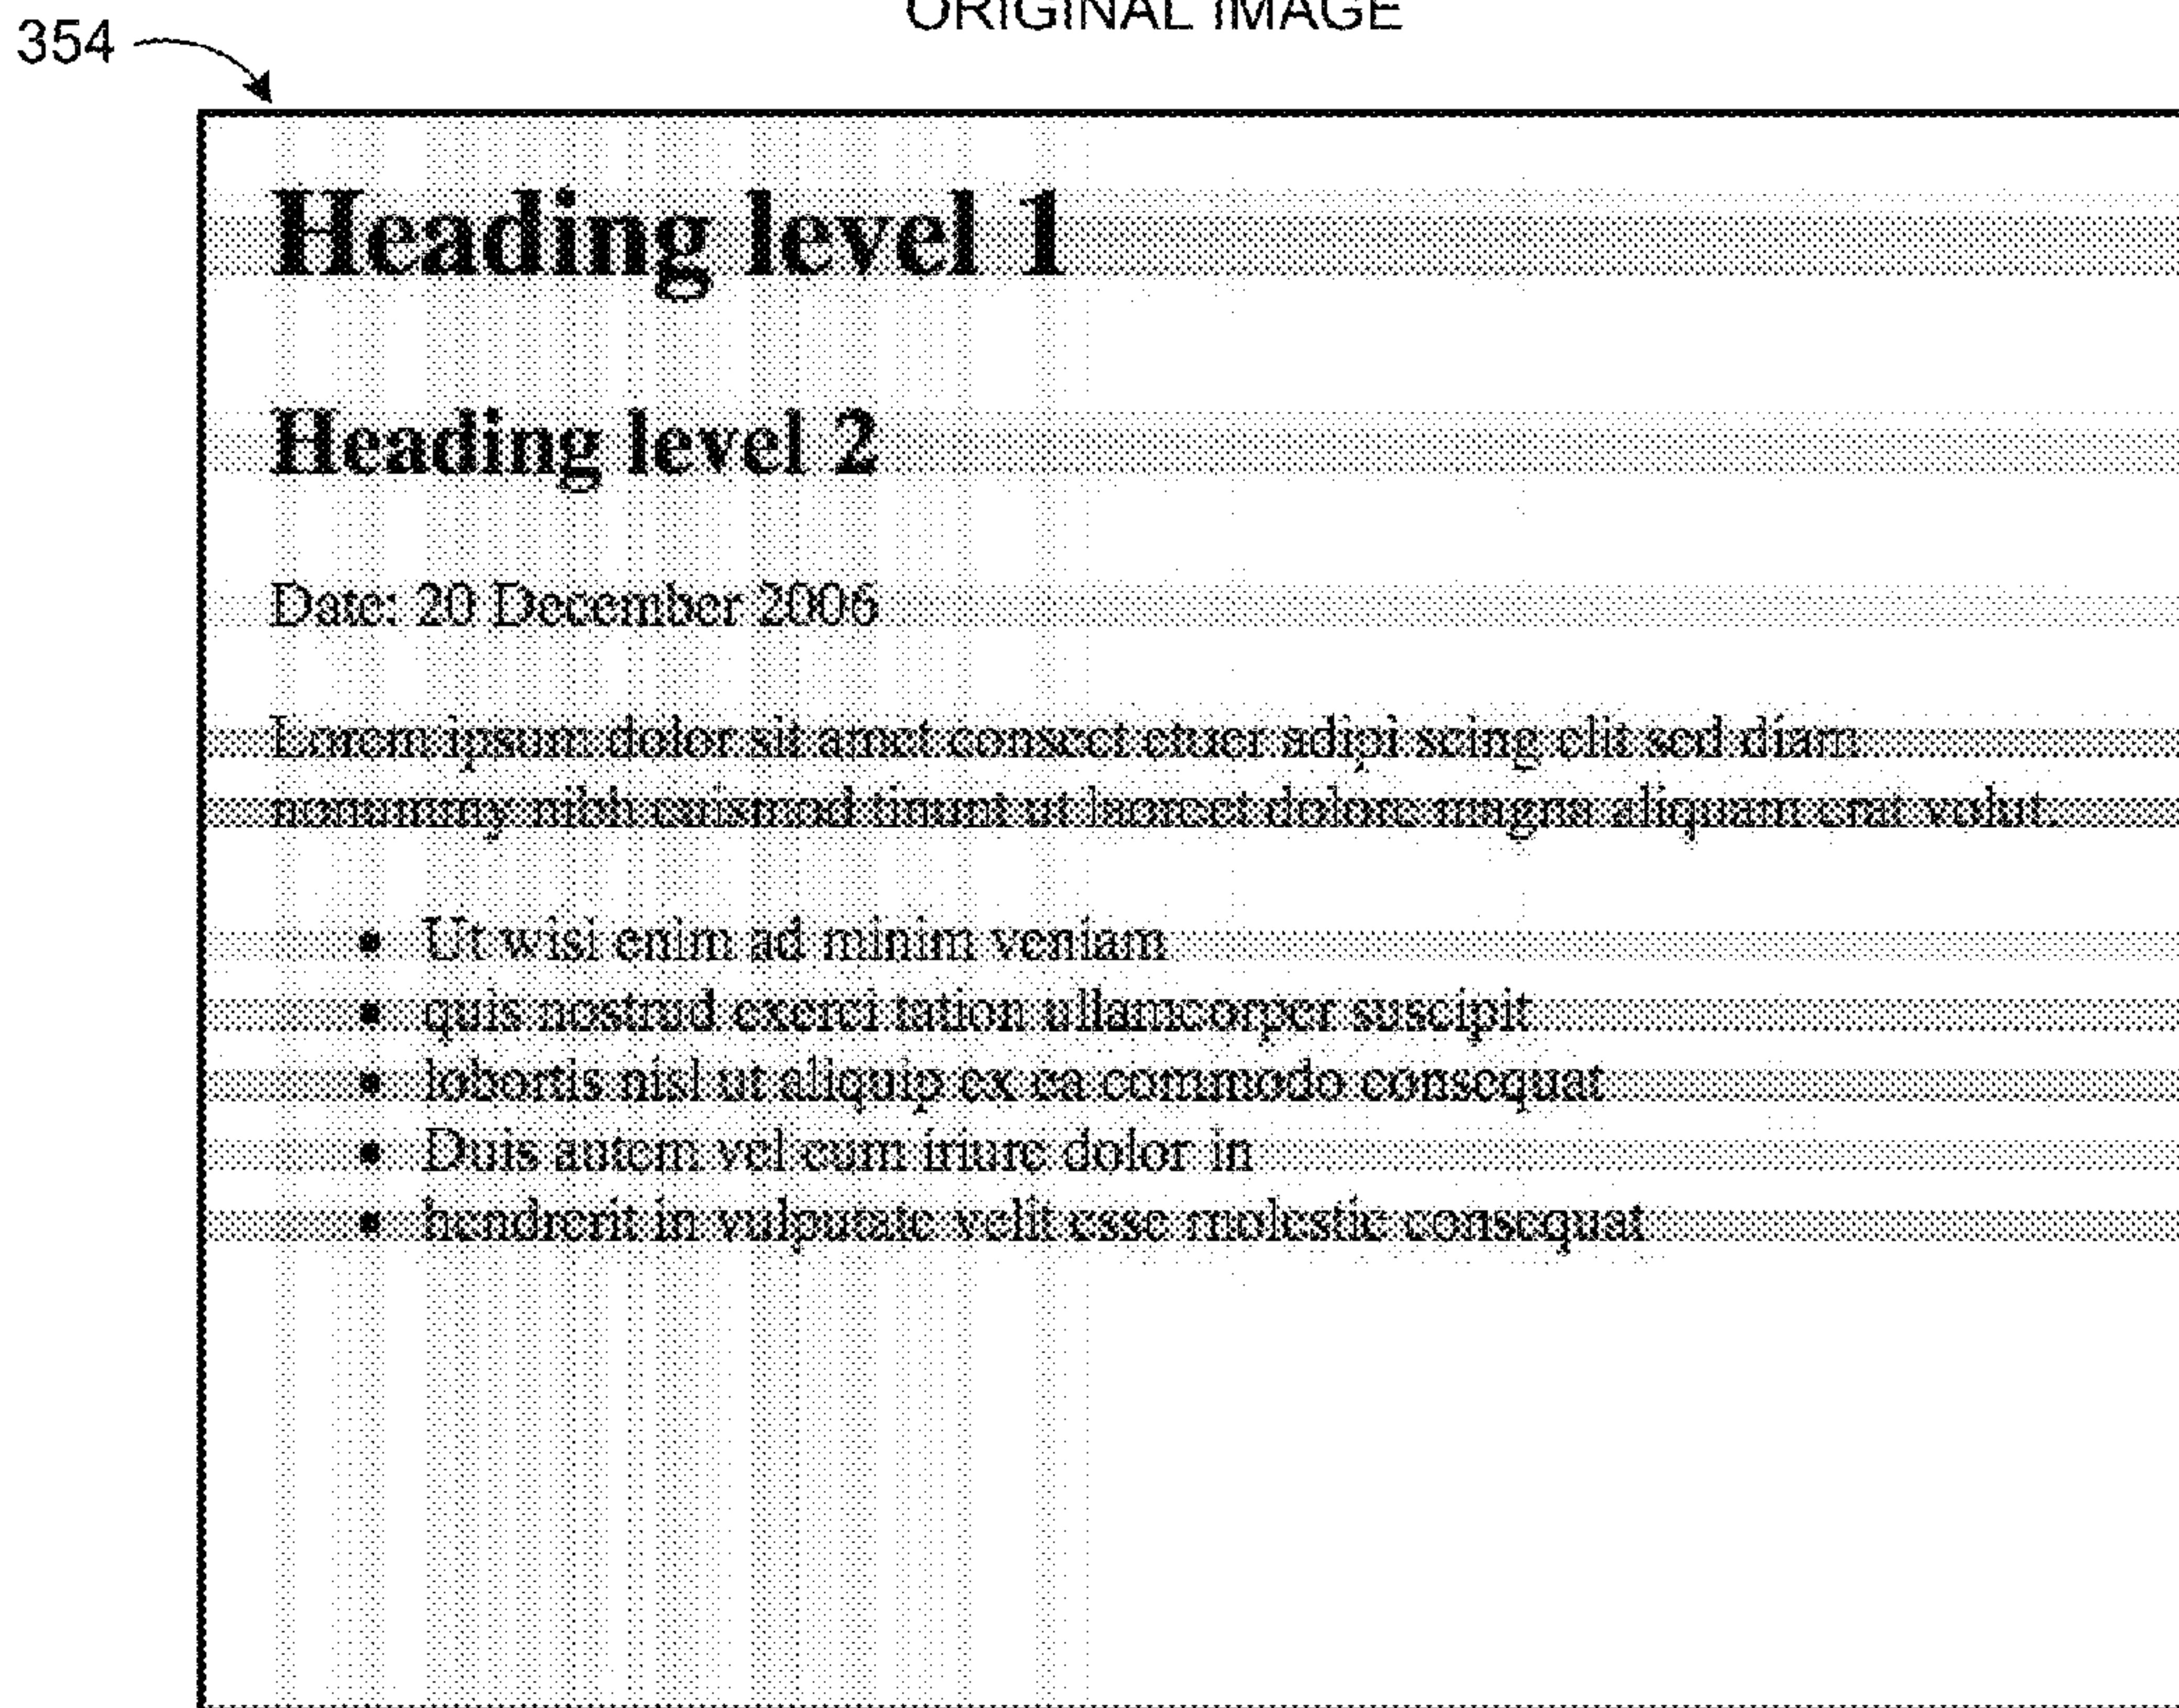 ORIGINAL IMAGE
354
Heading level 1
Heading level 2
Date: 20 December 2006
Lorem ipsum dolor sit amet consect etuer adipi scing elit sed diam
nonummy nibh euismod tinunt ut laoreet dolore magna aliquam erat volut.
• Ut wisi enim ad minim veniam
• quis nostrud exerci tation ullamcorper suscipit
• lobortis nisl ut aliquip ex ea commodo consequat
• Duis autem vel eum iriure dolor in
• hendrerit in vulputate velit esse molestie consequat